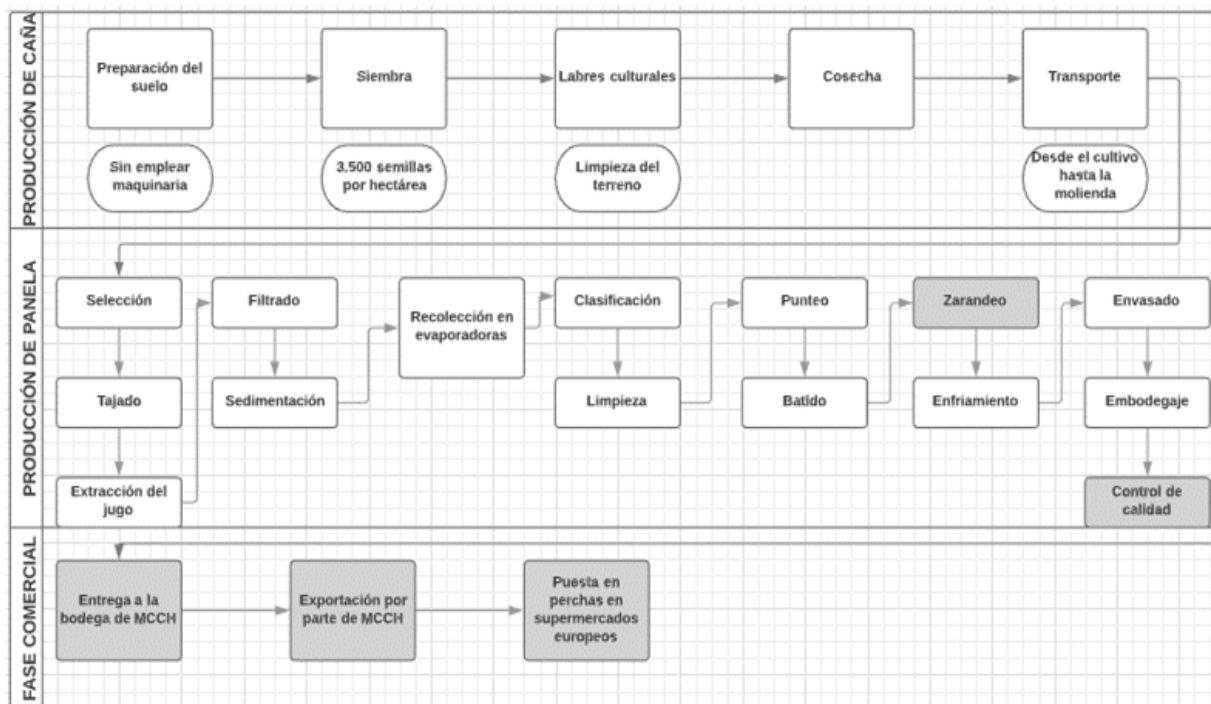 PRODUCCIÓN DE CAÑA
Preparación del
suelo
Siembra
Labres culturales
Cosecha
Transporte
Sin emplear
maquinaria
3.500 semillas
por hectárea
Limpieza del
terreno
Desde el cultivo
hasta la
molienda
PRODUCCIÓN DE PANELA
Selección
Filtrado
Recolección en
evaporadoras
Clasificación
Punteo
Zarandeo
Envasado
Tajado
Sedimentación
Limpieza
Batido
Enfriamiento
Embodegaje
Extracción del
jugo
Control de
calidad
FASE COMERCIAL
Entrega a la
bodega de MCCH
Exportación por
parte de MCCH
Puesta en
perchas en
supermercados
europeos